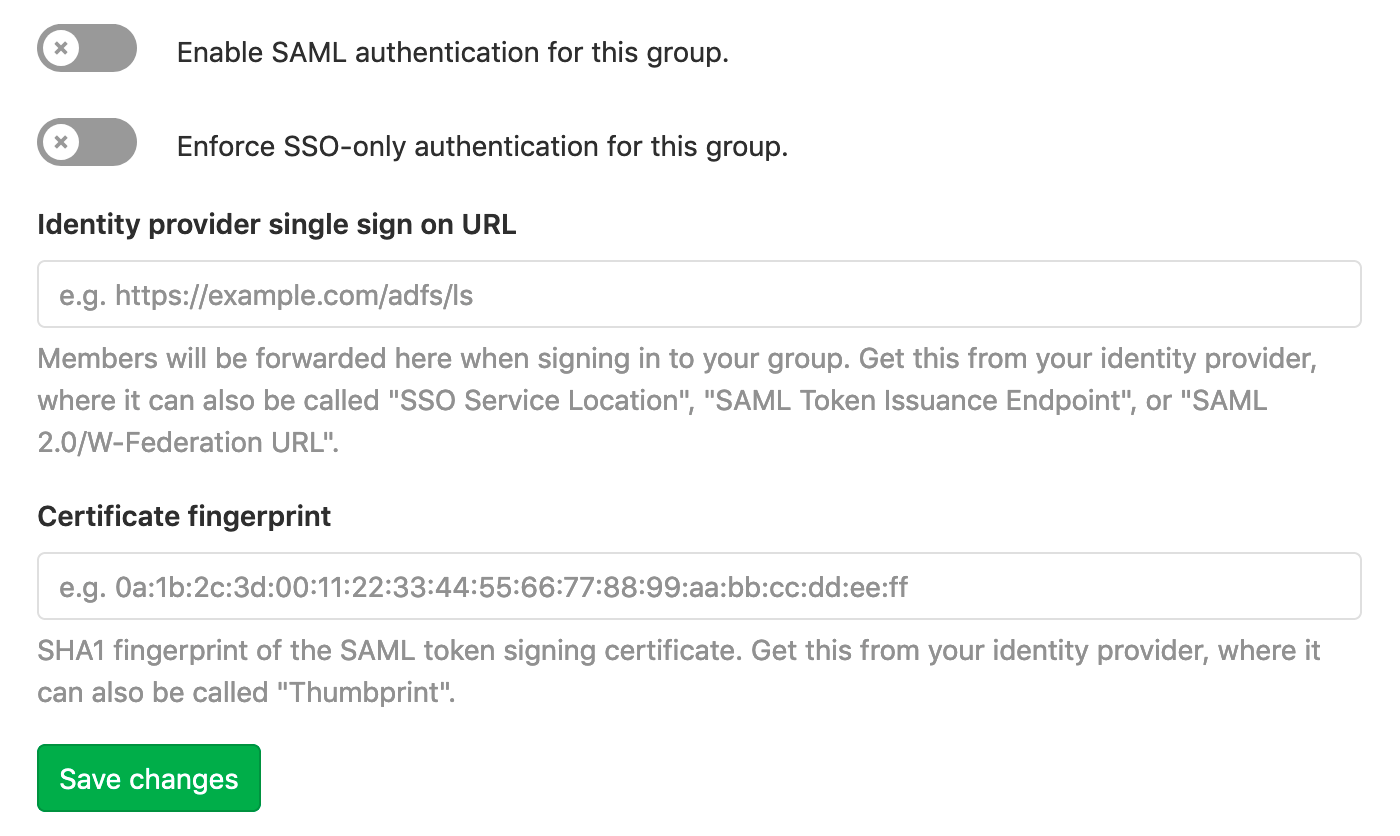 Enable SAML authentication for this group.
Enforce SSO-only authentication for this group.
Identity provider single sign on URL
e.g. https://example.com/adfs/ls
Members will be forwarded here when signing in to your group. Get this from your identity provider,
where it can also be called "SSO Service Location", "SAML Token Issuance Endpoint", or "SAML
2.0/W-Federation URL".
Certificate fingerprint
e.g. 0a:1b:2c:3d:00:11:22:33:44:55:66:77:88:99:aa:bb:cc:dd:ee:ff
SHA1 fingerprint of the SAML token signing certificate. Get this from your identity provider, where it
can also be called "Thumbprint".
Save changes